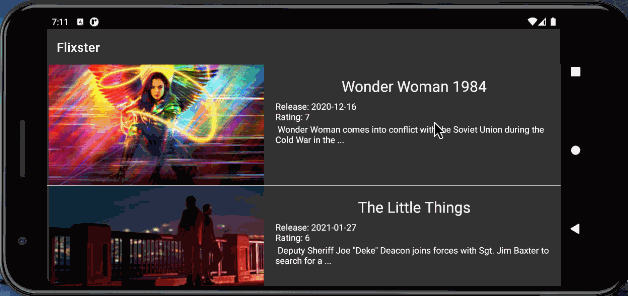 7:11
Flixster
Wonder Woman 1984
Release: 2020-12-16
Rating: 7
Wonder Woman comes into conflict with the Soviet Union during the
Cold War in the ...
The Little Things
Release: 2021-01-27
Rating: 6
Deputy Sheriff Joe "Deke" Deacon joins forces with Sgt. Jim Baxter to
search for a ...